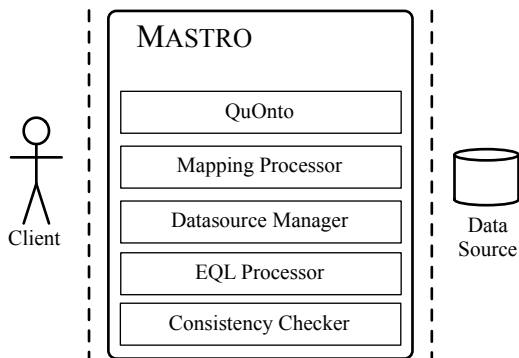 MASTRO
QuOnto
Mapping Processor
Datasource Manager
EQL Processor
Consistency Checker
Client
Data
Source